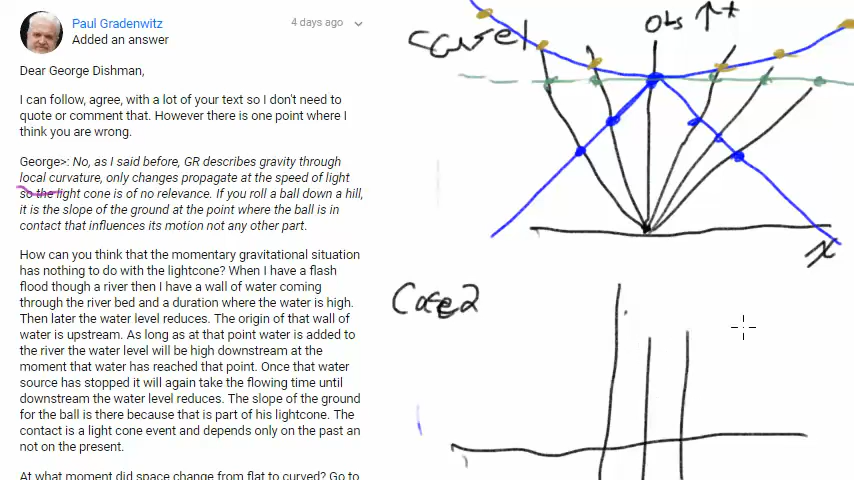 Paul Gradenwitz
4 days ago
Added an answer
Dear George Dishman,
I can follow, agree, with a lot of your text so I don't need to
quote or comment that. However there is one point where I
think you are wrong.
George>: No, as I said before, GR describes gravity through
local curvature, only changes propagate at the speed of light
so the light cone is of no relevance. If you roll a ball down a hill,
it is the slope of the ground at the point where the ball is in
contact that influences its motion not any other part.
How can you think that the momentary gravitational situation
has nothing to do with the lightcone? When I have a flash
flood though a river then I have a wall of water coming
through the river bed and a duration where the water is high.
Then later the water level reduces. The origin of that wall of
water is upstream. As long as at that point water is added to
the river the water level will be high downstream at the
moment that water has reached that point. Once that water
source has stopped it will again take the flowing time until
downstream the water level reduces. The slope of the ground
for the ball is there because that is part of his lightcone. The
contact is a light cone event and depends only on the past an
not on the present.
At what moment did space change from flat to curved? Go to
Obs ↑ t
x
Case 2